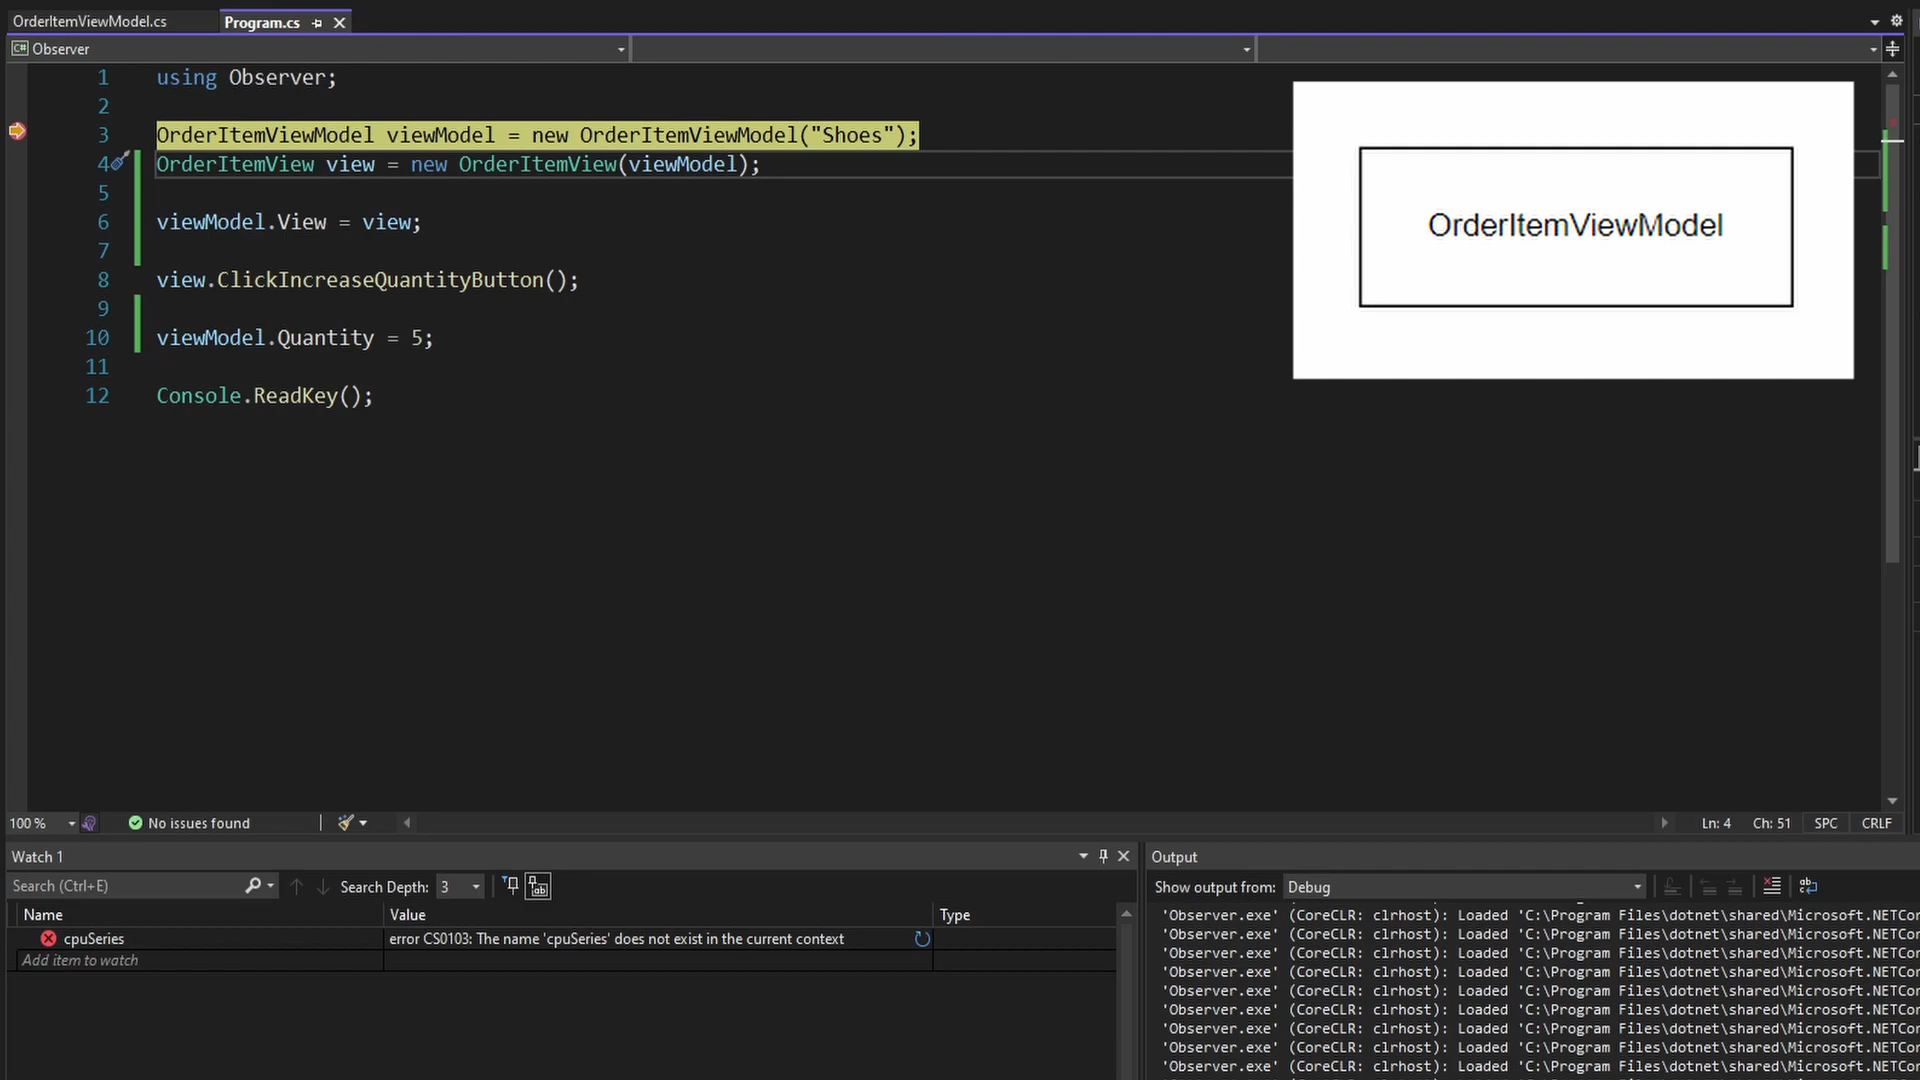 OrderItemViewModel.cs
Program.cs
C# Observer
1 using Observer;
2
3 OrderItemViewModel viewModel = new OrderItemViewModel("Shoes");
4 OrderItemView view = new OrderItemView(viewModel);
5
6 viewModel.View = view;
7
8 view.ClickIncreaseQuantityButton();
9
10 viewModel.Quantity = 5;
11
12 Console.ReadKey();
OrderItemViewModel
100 %
No issues found
Ln: 4 Ch: 51 SPC CRLF
Watch 1
Search (Ctrl+E)
Search Depth: 3
Name Value Type
cpuSeries error CS0103: The name 'cpuSeries' does not exist in the current context
Add item to watch
Output
Show output from: Debug
'Observer.exe' (CoreCLR: clrhost): Loaded 'C:\Program Files\dotnet\shared\Microsoft.NETCor
'Observer.exe' (CoreCLR: clrhost): Loaded 'C:\Program Files\dotnet\shared\Microsoft.NETCor
'Observer.exe' (CoreCLR: clrhost): Loaded 'C:\Program Files\dotnet\shared\Microsoft.NETCor
'Observer.exe' (CoreCLR: clrhost): Loaded 'C:\Program Files\dotnet\shared\Microsoft.NETCor
'Observer.exe' (CoreCLR: clrhost): Loaded 'C:\Program Files\dotnet\shared\Microsoft.NETCor
'Observer.exe' (CoreCLR: clrhost): Loaded 'C:\Program Files\dotnet\shared\Microsoft.NETCor
'Observer.exe' (CoreCLR: clrhost): Loaded 'C:\Program Files\dotnet\shared\Microsoft.NETCor
'Observer.exe' (CoreCLR: clrhost): Loaded 'C:\Program Files\dotnet\shared\Microsoft.NETCor
'Observer.exe' (CoreCLR: clrhost): Loaded 'C:\Program Files\dotnet\shared\Microsoft.NETCor